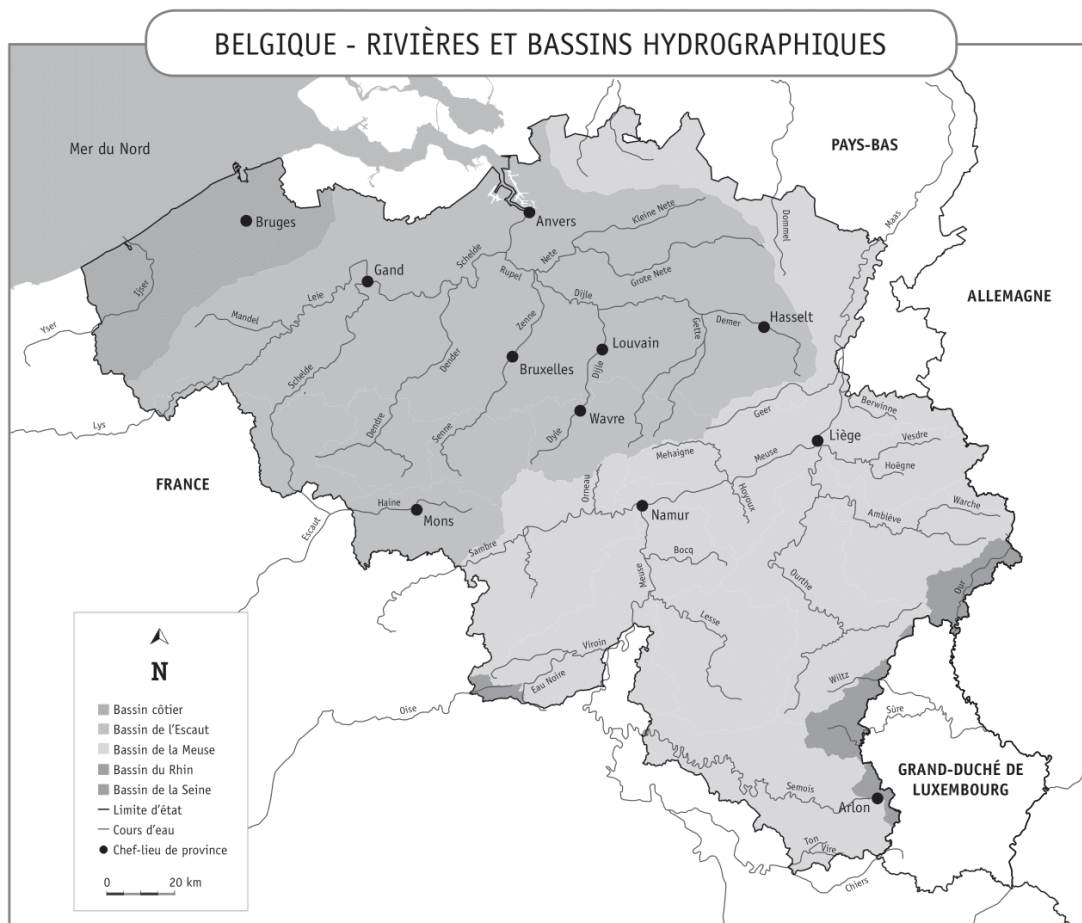 BELGIQUE - RIVIÈRES ET BASSINS HYDROGRAPHIQUES
Mer du Nord
PAYS-BAS
Bruges
Anvers
Kleine Nete
Dommel
Maas
Schelde
Nete
Gand
Rupel
Grote Nete
Ijser
Leie
Dijle
ALLEMAGNE
Yser
Mandel
Zenne
Gette
Demer
Hasselt
Louvain
Dender
Bruxelles
Schelde
Dijle
Berwinne
Geer
Wavre
Lys
Dendre
Senne
Dyle
Liège
Vesdre
Mehaigne
Meuse
Hoëgne
FRANCE
Orneau
Hoyoux
Haine
Mons
Namur
Warche
Amblève
Escaut
Sambre
Bocq
Meuse
Ourthe
Our
Lesse
Viroin
Eau Noire
Wiltz
Oise
Sûre
N
Bassin côtier
Bassin de l'Escaut
Bassin de la Meuse
Bassin du Rhin
Bassin de la Seine
Limite d'état
Cours d'eau
Chef-lieu de province
0 20 km
GRAND-DUCHÉ DE
LUXEMBOURG
Semois
Arlon
Ton
Vire
Chiers